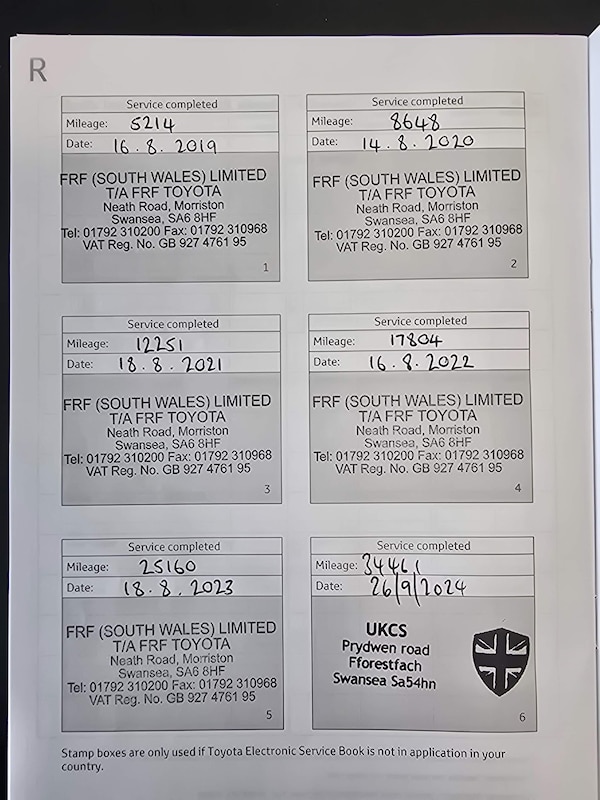 R
Service completed
Mileage: 5214
Date: 16.8.2019
FRF (SOUTH WALES) LIMITED
T/A FRF TOYOTA
Neath Road, Morriston
Swansea, SA6 8HF
Tel: 01792 310200 Fax: 01792 310968
VAT Reg. No. GB 927 4761 95
1
Service completed
Mileage: 8648
Date: 14.8.2020
FRF (SOUTH WALES) LIMITED
T/A FRF TOYOTA
Neath Road, Morriston
Swansea, SA6 8HF
Tel: 01792 310200 Fax: 01792 310968
VAT Reg. No. GB 927 4761 95
2
Service completed
Mileage: 12251
Date: 18.8.2021
FRF (SOUTH WALES) LIMITED
T/A FRF TOYOTA
Neath Road, Morriston
Swansea, SA6 8HF
Tel: 01792 310200 Fax: 01792 310968
VAT Reg. No. GB 927 4761 95
3
Service completed
Mileage: 17804
Date: 16.8.2022
FRF (SOUTH WALES) LIMITED
T/A FRF TOYOTA
Neath Road, Morriston
Swansea, SA6 8HF
Tel: 01792 310200 Fax: 01792 310968
VAT Reg. No. GB 927 4761 95
4
Service completed
Mileage: 25160
Date: 18.8.2023
FRF (SOUTH WALES) LIMITED
T/A FRF TOYOTA
Neath Road, Morriston
Swansea, SA6 8HF
Tel: 01792 310200 Fax: 01792 310968
VAT Reg. No. GB 927 4761 95
5
Service completed
Mileage: 34461
Date: 26/9/2024
UKCS
Prydwen road
Fforestfach
Swansea Sa54hn
6
Stamp boxes are only used if Toyota Electronic Service Book is not in application in your
country.